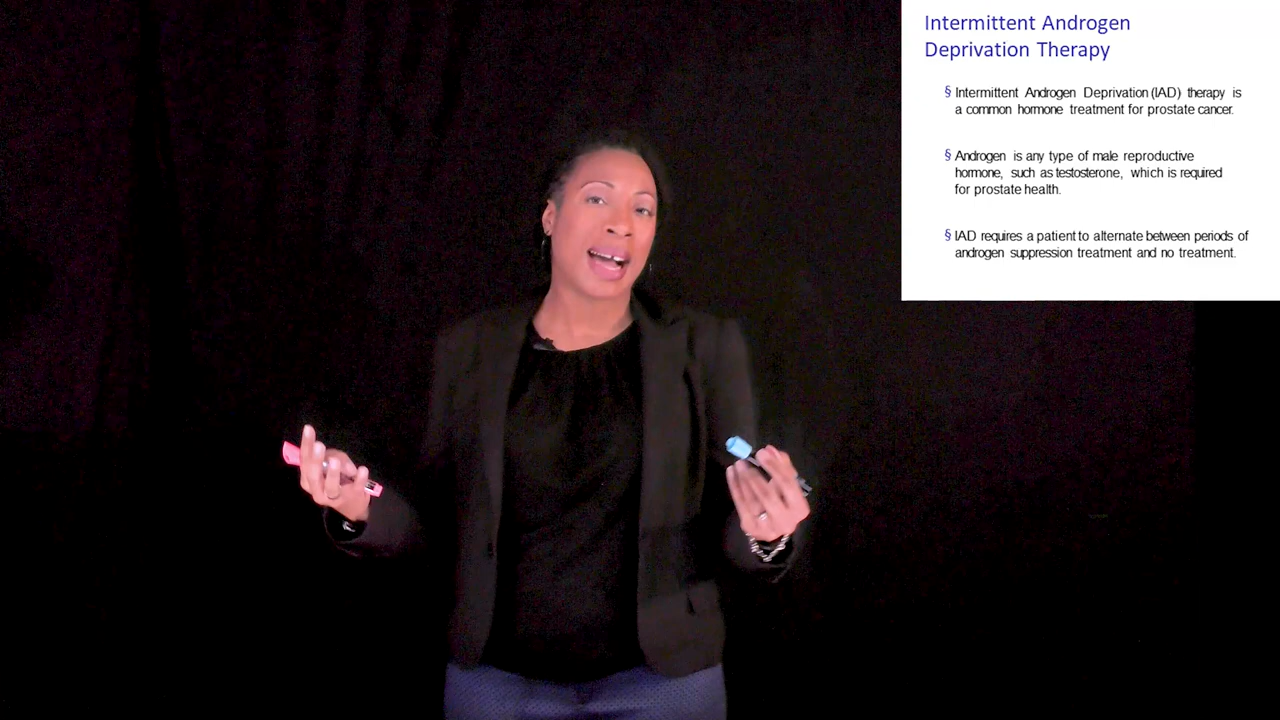 Intermittent Androgen
Deprivation Therapy
§ Intermittent Androgen Deprivation (IAD) therapy is
a common hormone treatment for prostate cancer.
§ Androgen is any type of male reproductive
hormone, such as testosterone, which is required
for prostate health.
§ IAD requires a patient to alternate between periods of
androgen suppression treatment and no treatment.